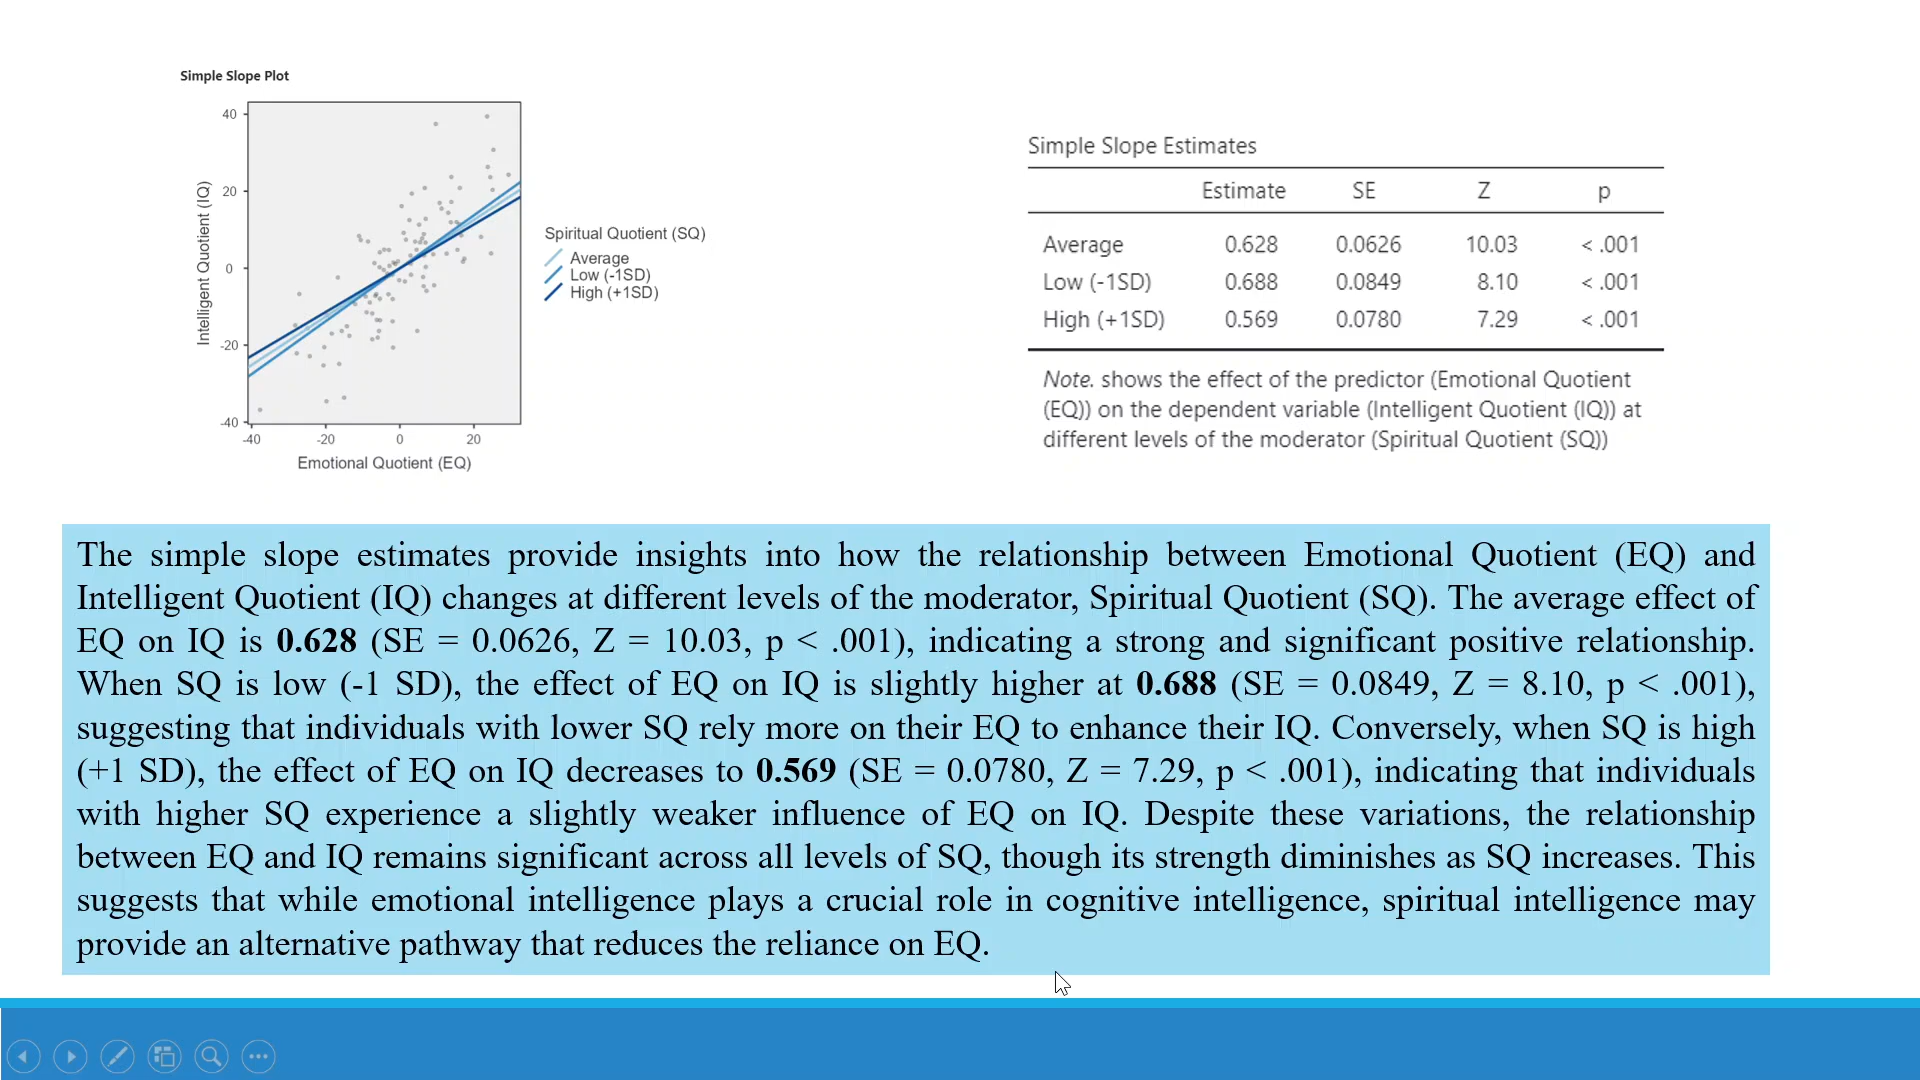 Simple Slope Plot
40
20
0
-20
-40
-40 -20 0 20
Intelligent Quotient (IQ)
Emotional Quotient (EQ)
Spiritual Quotient (SQ)
Average
Low (-1SD)
High (+1SD)
Simple Slope Estimates
Estimate SE Z p
Average 0.628 0.0626 10.03 < .001
Low (-1SD) 0.688 0.0849 8.10 < .001
High (+1SD) 0.569 0.0780 7.29 < .001
Note. shows the effect of the predictor (Emotional Quotient
(EQ)) on the dependent variable (Intelligent Quotient (IQ)) at
different levels of the moderator (Spiritual Quotient (SQ))
The simple slope estimates provide insights into how the relationship between Emotional Quotient (EQ) and
Intelligent Quotient (IQ) changes at different levels of the moderator, Spiritual Quotient (SQ). The average effect of
EQ on IQ is 0.628 (SE = 0.0626, Z = 10.03, p < .001), indicating a strong and significant positive relationship.
When SQ is low (-1 SD), the effect of EQ on IQ is slightly higher at 0.688 (SE = 0.0849, Z = 8.10, p < .001),
suggesting that individuals with lower SQ rely more on their EQ to enhance their IQ. Conversely, when SQ is high
(+1 SD), the effect of EQ on IQ decreases to 0.569 (SE = 0.0780, Z = 7.29, p < .001), indicating that individuals
with higher SQ experience a slightly weaker influence of EQ on IQ. Despite these variations, the relationship
between EQ and IQ remains significant across all levels of SQ, though its strength diminishes as SQ increases. This
suggests that while emotional intelligence plays a crucial role in cognitive intelligence, spiritual intelligence may
provide an alternative pathway that reduces the reliance on EQ.